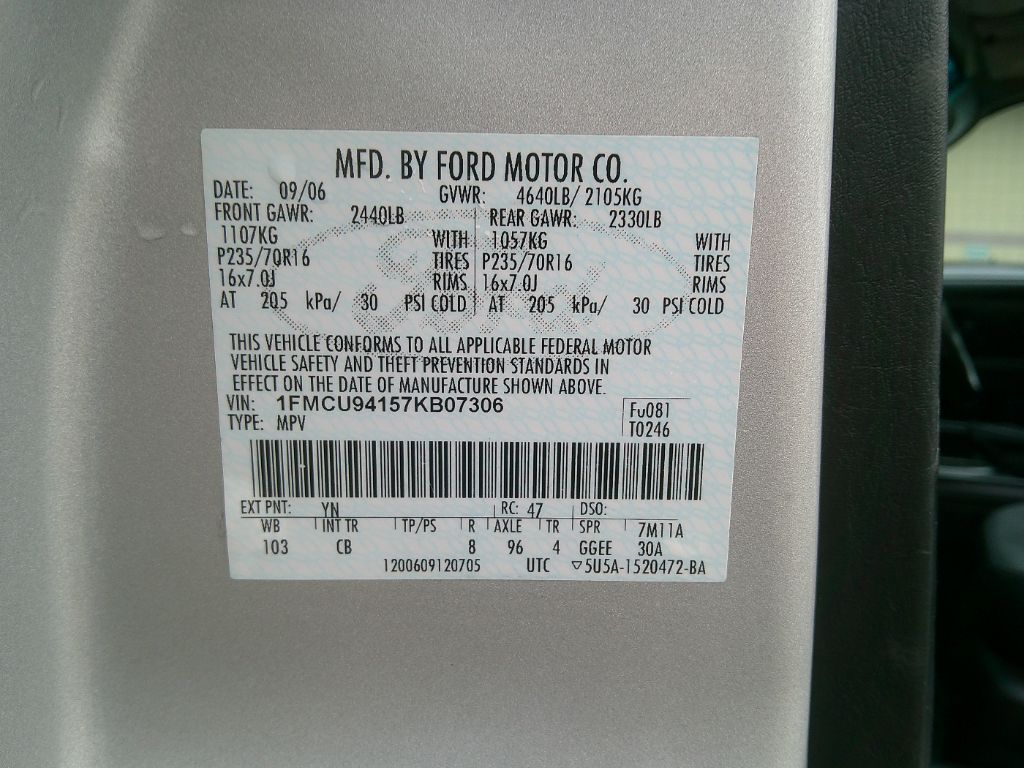 MFD. BY FORD MOTOR CO.
DATE: 09/06 GVWR: 4640LB/ 2105KG
FRONT GAWR: 2440LB REAR GAWR: 2330LB
1107KG WITH 1057KG WITH
P235/70R16 TIRES P235/70R16 TIRES
16x7.0J RIMS 16x7.0J RIMS
AT 205 kPa/ 30 PSI COLD AT 205 kPa/ 30 PSI COLD
THIS VEHICLE CONFORMS TO ALL APPLICABLE FEDERAL MOTOR
VEHICLE SAFETY AND THEFT PREVENTION STANDARDS IN
EFFECT ON THE DATE OF MANUFACTURE SHOWN ABOVE.
VIN: 1FMCU94157KB07306 Fu081
TYPE: MPV T0246
EXT PNT: YN RC: 47 DSO:
WB INT TR TP/PS R AXLE TR SPR 7M11A
103 CB 8 96 4 GGEE 30A
1200609120705 UTC ▽5U5A-1520472-BA